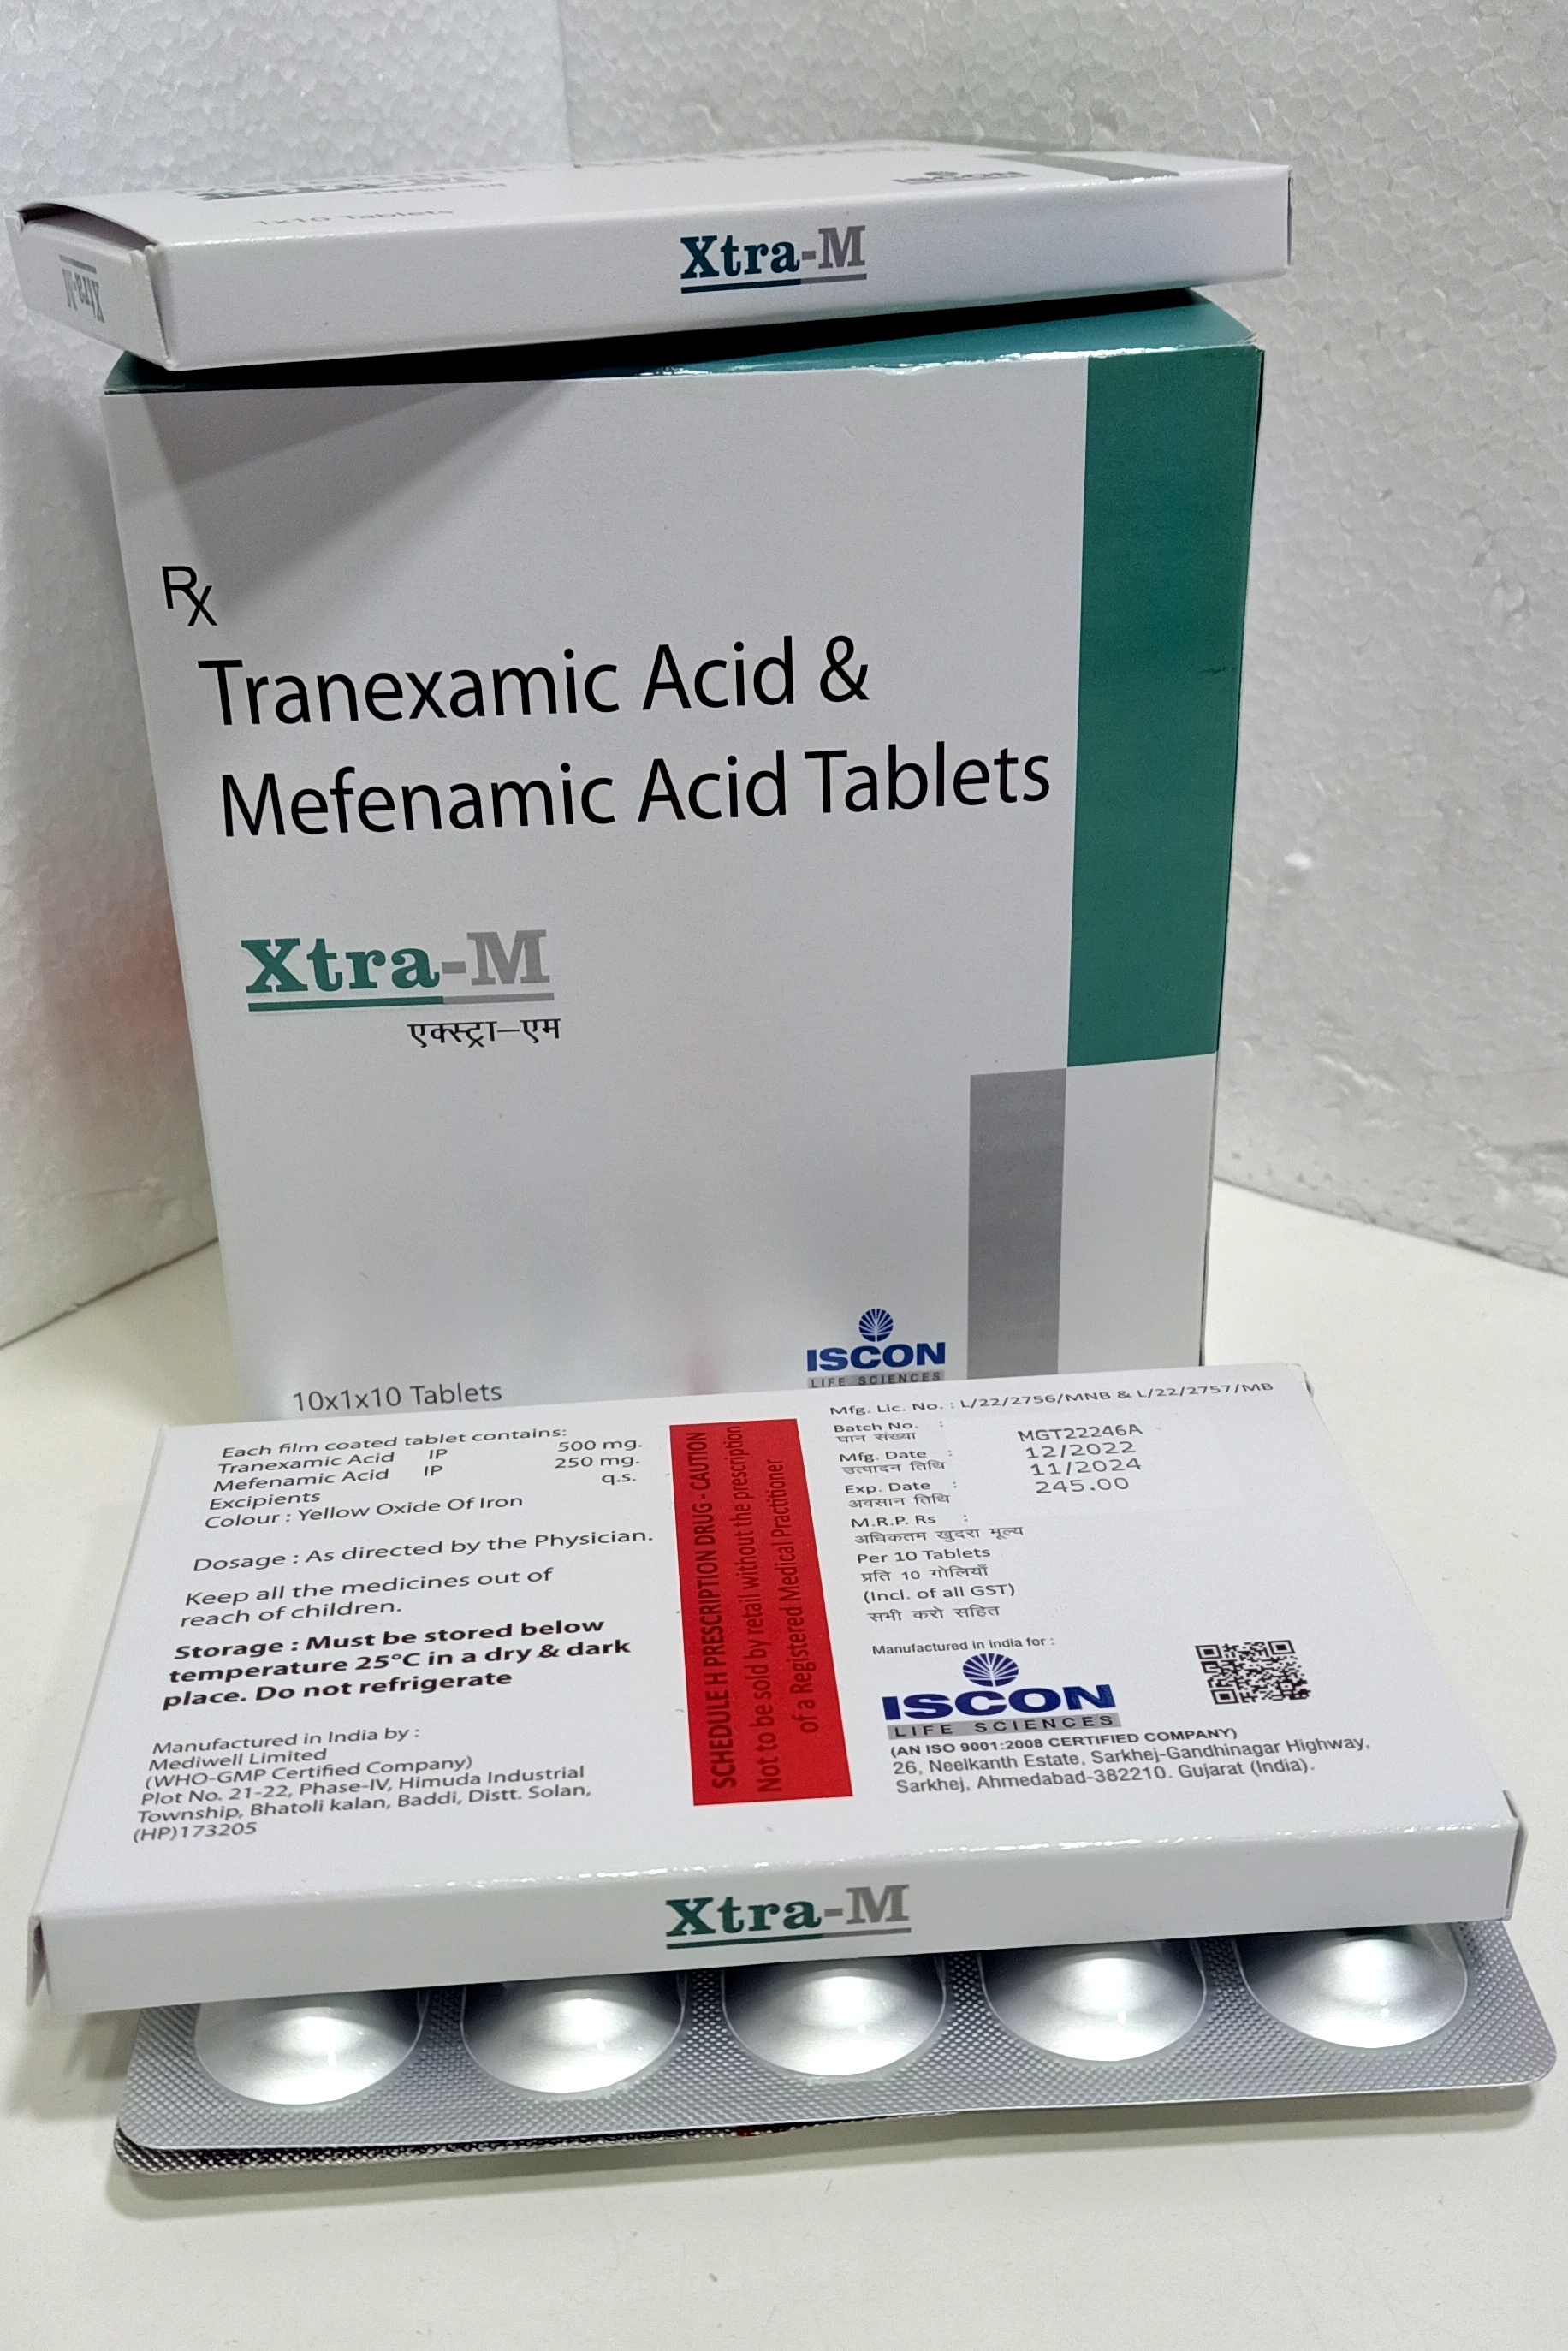 1x10 Tablets
ISCON
Xtra-M
Xtra-M
Rx
Tranexamic Acid &
Mefenamic Acid Tablets
Xtra-M
एक्स्ट्रा–एम
10x1x10 Tablets
ISCON
LIFE SCIENCES
Each film coated tablet contains:
Tranexamic Acid IP 500 mg.
Mefenamic Acid IP 250 mg.
Excipients q.s.
Colour : Yellow Oxide Of Iron
Dosage : As directed by the Physician.
Keep all the medicines out of
reach of children.
Storage : Must be stored below
temperature 25°C in a dry & dark
place. Do not refrigerate
Manufactured in India by :
Mediwell Limited
(WHO-GMP Certified Company)
Plot No. 21-22, Phase-IV, Himuda Industrial
Township, Bhatoli kalan, Baddi, Distt. Solan,
(HP)173205
SCHEDULE H PRESCRIPTION DRUG - CAUTION
Not to be sold by retail without the prescription
of a Registered Medical Practitioner
Mfg. Lic. No. : L/22/2756/MNB & L/22/2757/MB
Batch No. : MGT22246A
घान संख्या
Mfg. Date : 12/2022
उत्पादन तिथि
Exp. Date : 11/2024
अवसान तिथि
M.R.P. Rs : 245.00
अधिकतम खुदरा मूल्य
Per 10 Tablets
प्रति 10 गोलियाँ
(Incl. of all GST)
सभी करो सहित
Manufactured in india for :
ISCON
LIFE SCIENCES
(AN ISO 9001:2008 CERTIFIED COMPANY)
26, Neelkanth Estate, Sarkhej-Gandhinagar Highway,
Sarkhej, Ahmedabad-382210. Gujarat (India).
Xtra-M